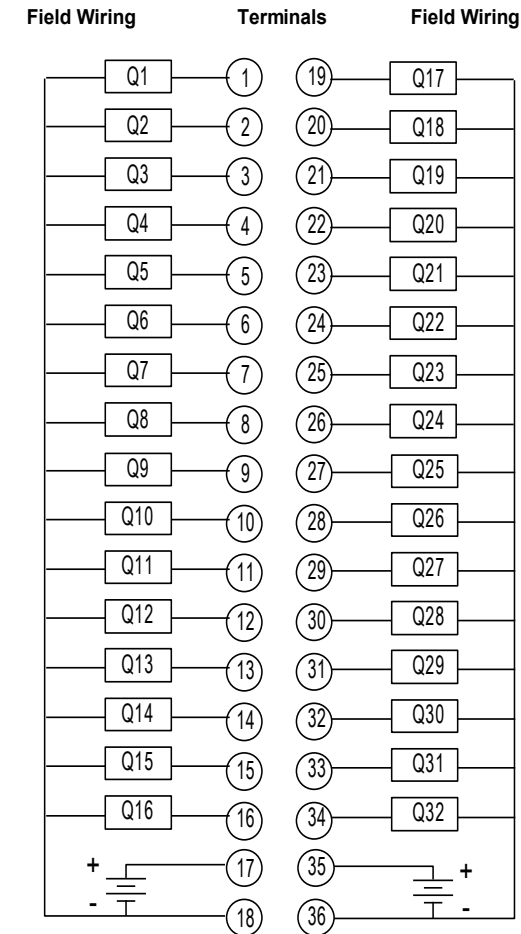 Field Wiring Terminals Field Wiring
Q1 1 19 Q17
Q2 2 20 Q18
Q3 3 21 Q19
Q4 4 22 Q20
Q5 5 23 Q21
Q6 6 24 Q22
Q7 7 25 Q23
Q8 8 26 Q24
Q9 9 27 Q25
Q10 10 28 Q26
Q11 11 29 Q27
Q12 12 30 Q28
Q13 13 31 Q29
Q14 14 32 Q30
Q15 15 33 Q31
Q16 16 34 Q32
+ 17 35 +
- 18 36 -